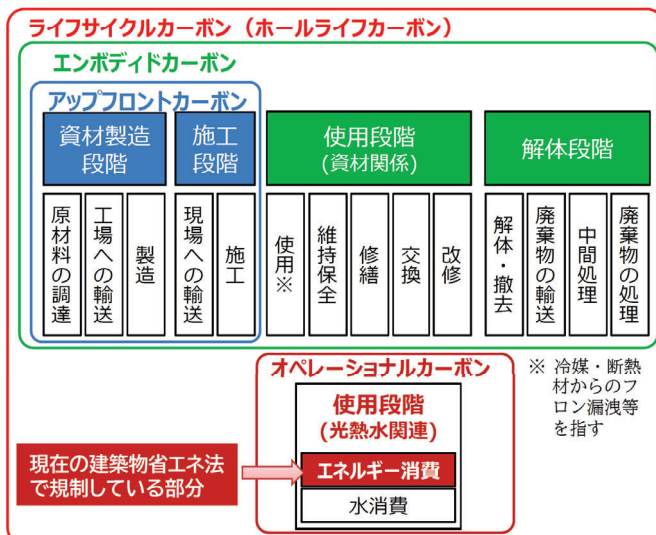 ライフサイクルカーボン（ホールライフカーボン）
エンボディドカーボン
アップフロントカーボン
資材製造
段階
施工
段階
使用段階
(資材関係)
解体段階
原材料の調達
工場への輸送
製造
現場への輸送
施工
使用※
維持保全
修繕
交換
改修
解体・撤去
廃棄物の輸送
中間処理
廃棄物の処理
オペレーショナルカーボン
使用段階
(光熱水関連)
エネルギー消費
水消費
※ 冷媒・断熱
材からのフ
ロン漏洩等
を指す
現在の建築物省エネ法
で規制している部分